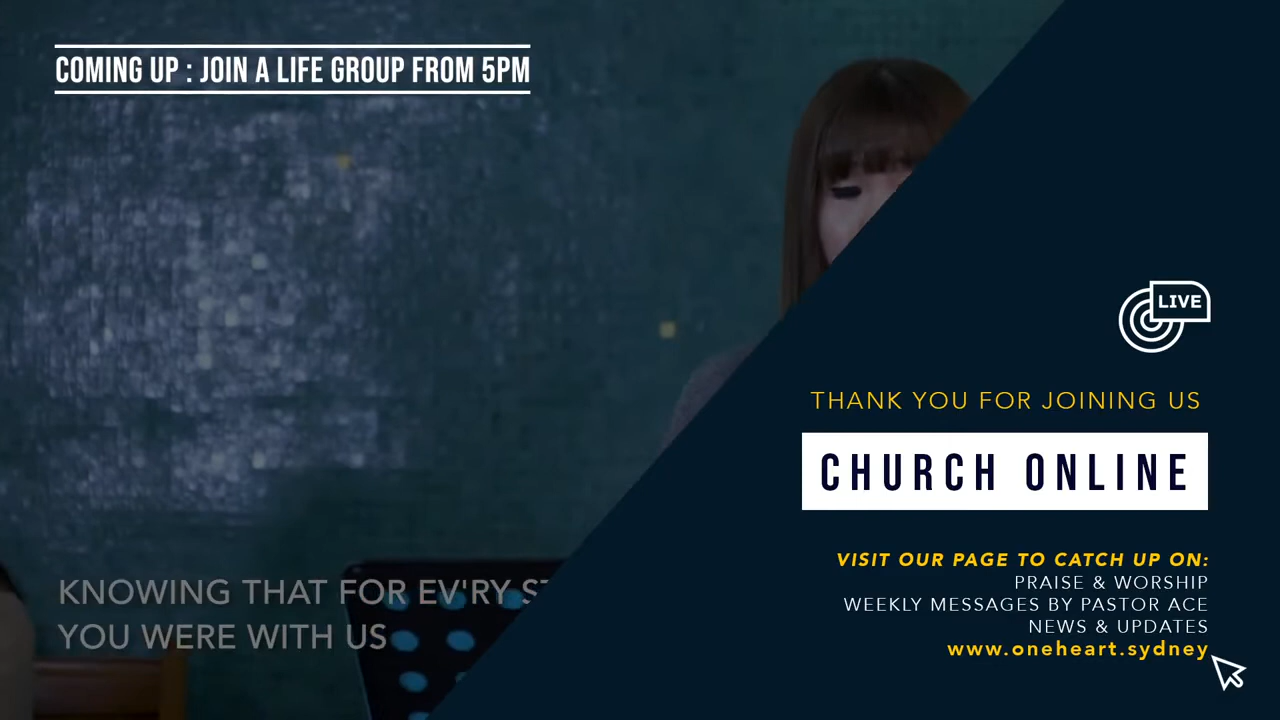 COMING UP : JOIN A LIFE GROUP FROM 5PM
LIVE
THANK YOU FOR JOINING US
CHURCH ONLINE
VISIT OUR PAGE TO CATCH UP ON:
PRAISE & WORSHIP
WEEKLY MESSAGES BY PASTOR ACE
NEWS & UPDATES
www.oneheart.sydney
KNOWING THAT FOR EV'RY
YOU WERE WITH US